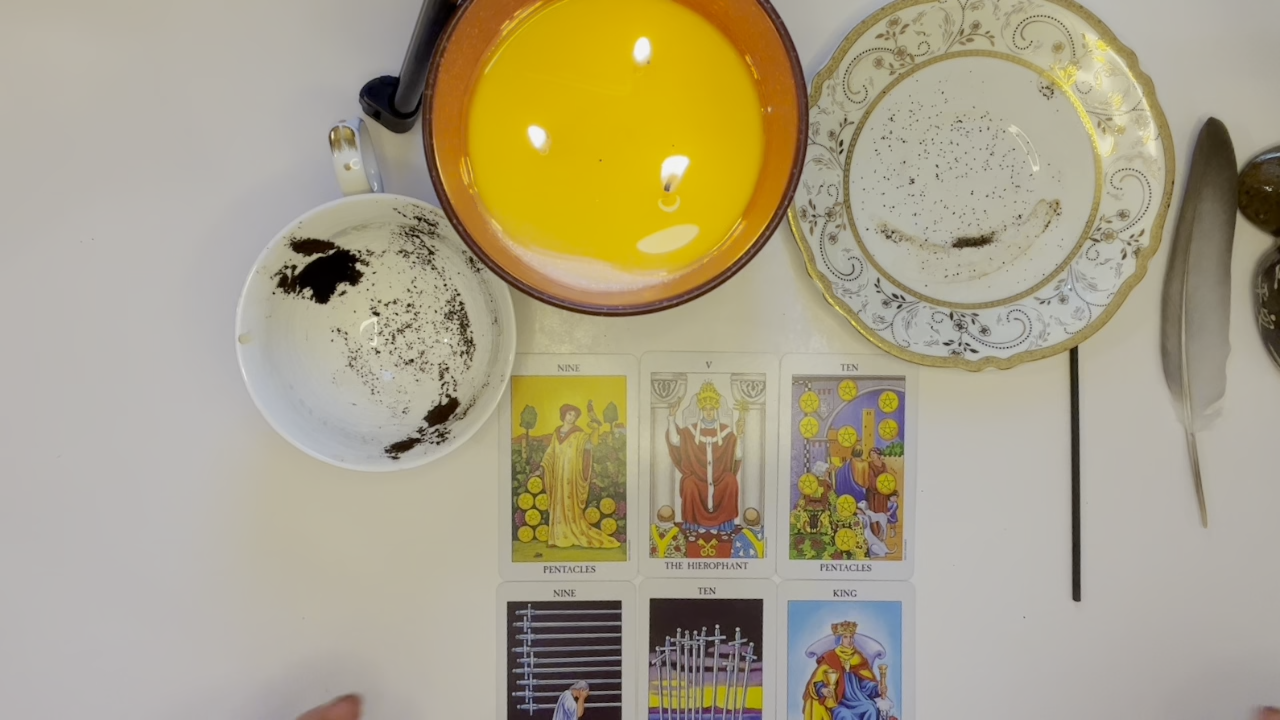 NINE
PENTACLES
V
THE HIEROPHANT
TEN
PENTACLES
NINE
TEN
KING